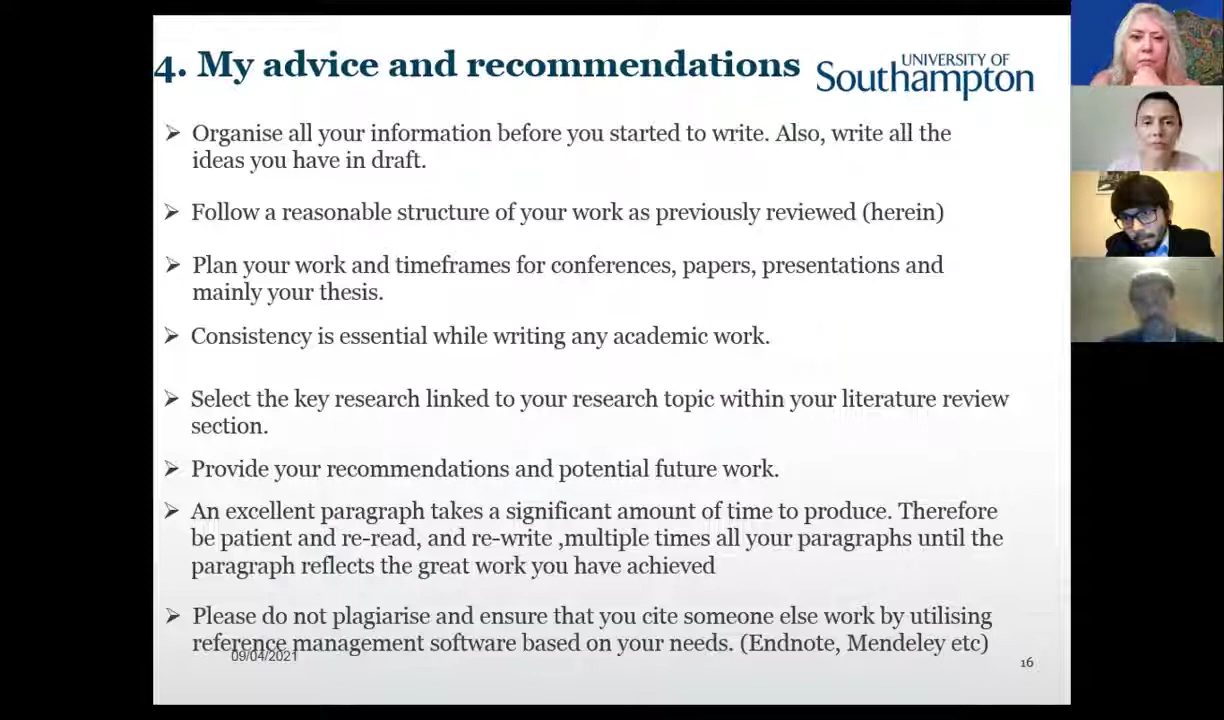 4. My advice and recommendations
UNIVERSITY OF
Southampton
➢ Organise all your information before you started to write. Also, write all the
ideas you have in draft.
➢ Follow a reasonable structure of your work as previously reviewed (herein)
➢ Plan your work and timeframes for conferences, papers, presentations and
mainly your thesis.
➢ Consistency is essential while writing any academic work.
➢ Select the key research linked to your research topic within your literature review
section.
➢ Provide your recommendations and potential future work.
➢ An excellent paragraph takes a significant amount of time to produce. Therefore
be patient and re-read, and re-write ,multiple times all your paragraphs until the
paragraph reflects the great work you have achieved
➢ Please do not plagiarise and ensure that you cite someone else work by utilising
reference management software based on your needs. (Endnote, Mendeley etc)
09/04/2021
16